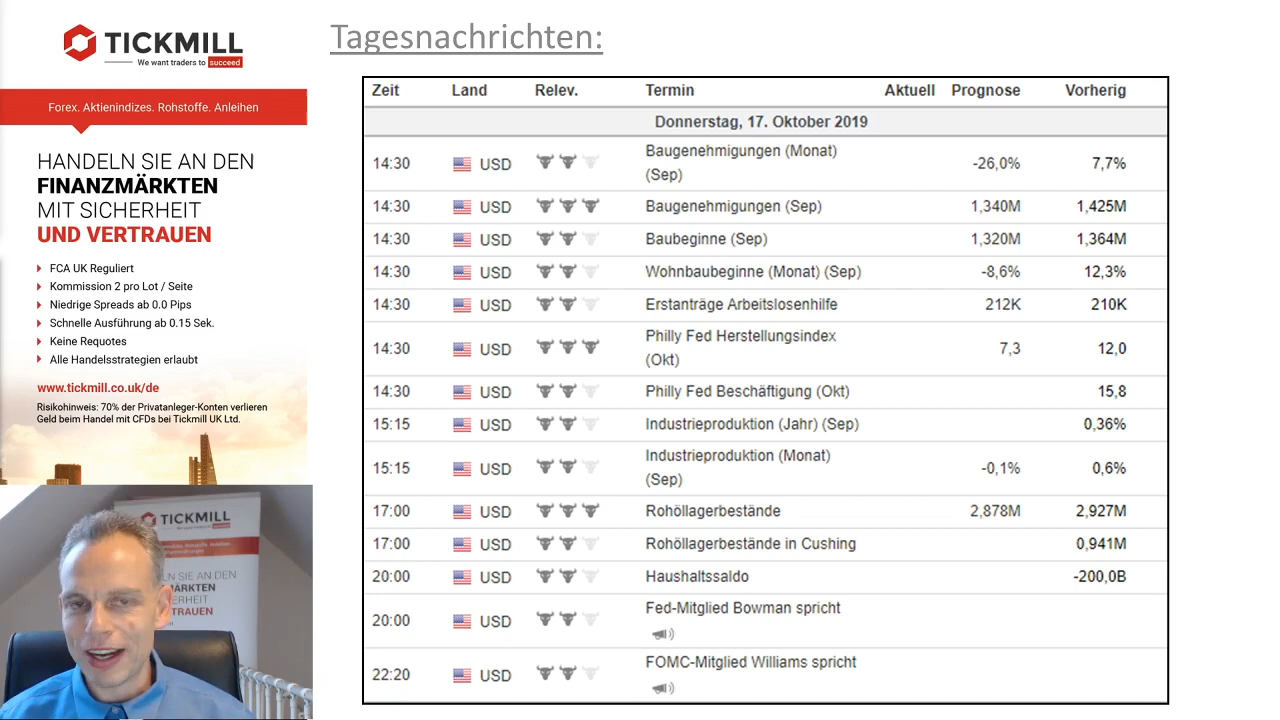 TICKMILL
We want traders to succeed
Forex. Aktienindizes. Rohstoffe. Anleihen
HANDELN SIE AN DEN
FINANZMÄRKTEN
MIT SICHERHEIT
UND VERTRAUEN
FCA UK Reguliert
Kommission 2 pro Lot / Seite
Niedrige Spreads ab 0.0 Pips
Schnelle Ausführung ab 0.15 Sek.
Keine Requotes
Alle Handelsstrategien erlaubt
www.tickmill.co.uk/de
Risikohinweis: 70% der Privatanleger-Konten verlieren
Geld beim Handel mit CFDs bei Tickmill UK Ltd.
TICKMILL
LN SIE AN DEN
MÄRKTEN
HERHEIT
TRAUEN
Tagesnachrichten:
Zeit Land Relev. Termin Aktuell Prognose Vorherig
Donnerstag, 17. Oktober 2019
14:30 USD Baugenehmigungen (Monat) -26,0% 7,7%
(Sep)
14:30 USD Baugenehmigungen (Sep) 1,340M 1,425M
14:30 USD Baubeginne (Sep) 1,320M 1,364M
14:30 USD Wohnbaubeginne (Monat) (Sep) -8,6% 12,3%
14:30 USD Erstanträge Arbeitslosenhilfe 212K 210K
14:30 USD Philly Fed Herstellungsindex 7,3 12,0
(Okt)
14:30 USD Philly Fed Beschäftigung (Okt) 15,8
15:15 USD Industrieproduktion (Jahr) (Sep) 0,36%
15:15 USD Industrieproduktion (Monat) -0,1% 0,6%
(Sep)
17:00 USD Rohöllagerbestände 2,878M 2,927M
17:00 USD Rohöllagerbestände in Cushing 0,941M
20:00 USD Haushaltssaldo -200,0B
20:00 USD Fed-Mitglied Bowman spricht
22:20 USD FOMC-Mitglied Williams spricht